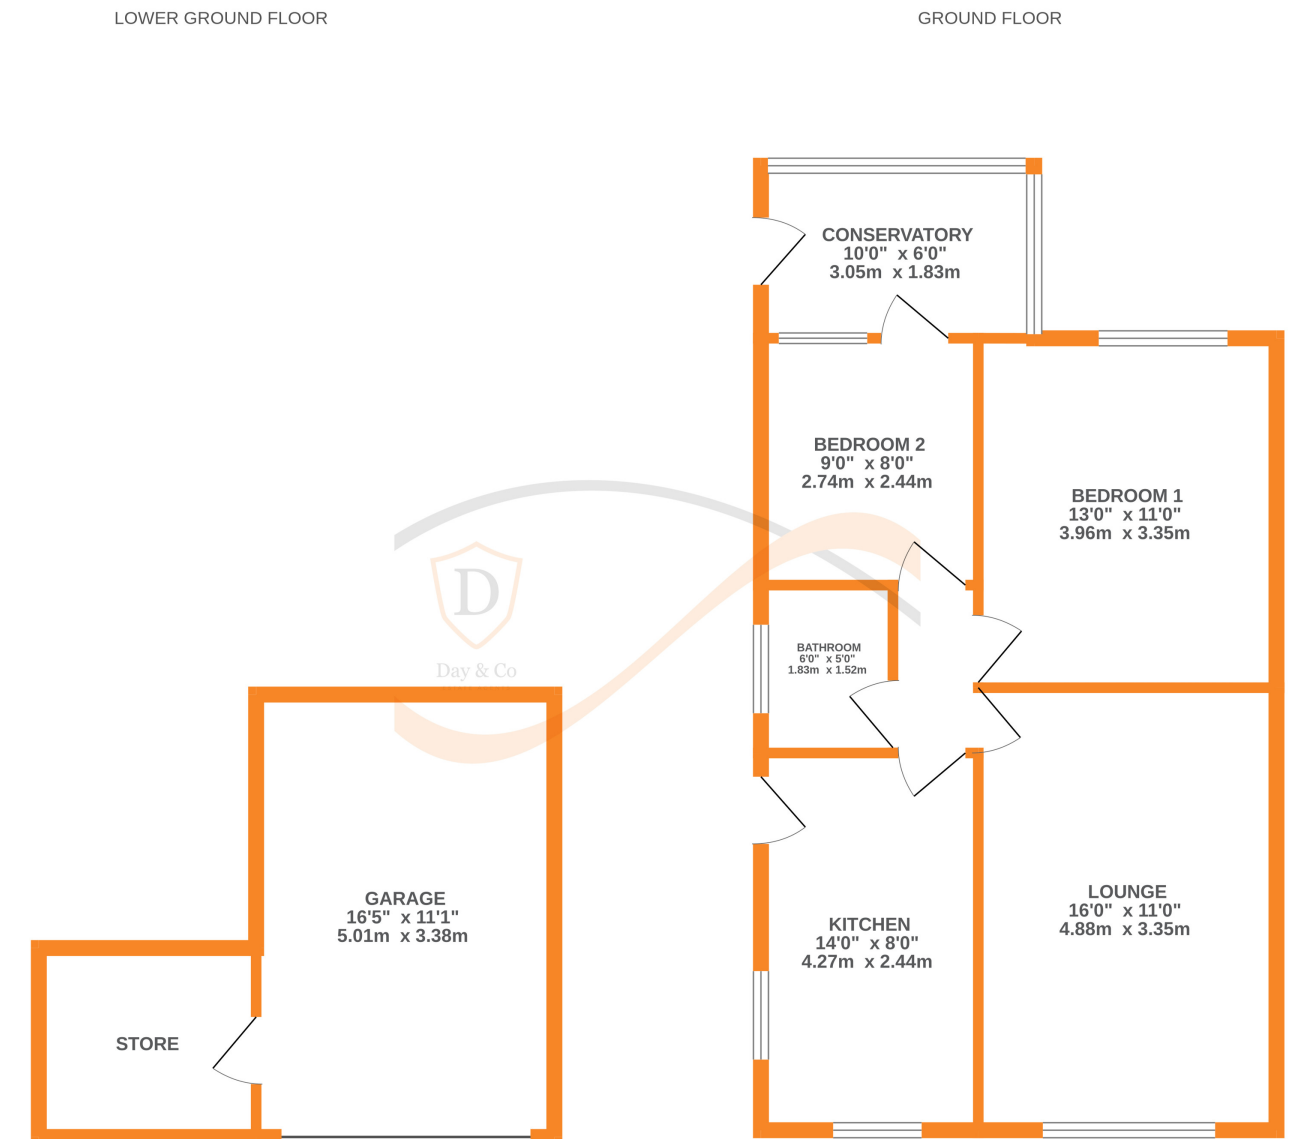 LOWER GROUND FLOOR
GROUND FLOOR
CONSERVATORY
10'0" x 6'0"
3.05m x 1.83m
BEDROOM 2
9'0" x 8'0"
2.74m x 2.44m
BEDROOM 1
13'0" x 11'0"
3.96m x 3.35m
BATHROOM
6'0" x 5'0"
1.83m x 1.52m
D
Day & Co
GARAGE
16'5" x 11'1"
5.01m x 3.38m
LOUNGE
16'0" x 11'0"
4.88m x 3.35m
KITCHEN
14'0" x 8'0"
4.27m x 2.44m
STORE